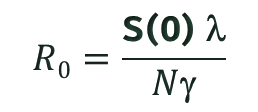 R₀ = S(0) λ / Nγ